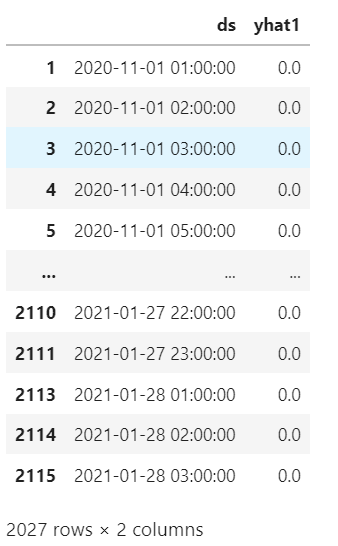 ds yhat1
1 2020-11-01 01:00:00 0.0
2 2020-11-01 02:00:00 0.0
3 2020-11-01 03:00:00 0.0
4 2020-11-01 04:00:00 0.0
5 2020-11-01 05:00:00 0.0
... ... ...
2110 2021-01-27 22:00:00 0.0
2111 2021-01-27 23:00:00 0.0
2113 2021-01-28 01:00:00 0.0
2114 2021-01-28 02:00:00 0.0
2115 2021-01-28 03:00:00 0.0
2027 rows × 2 columns